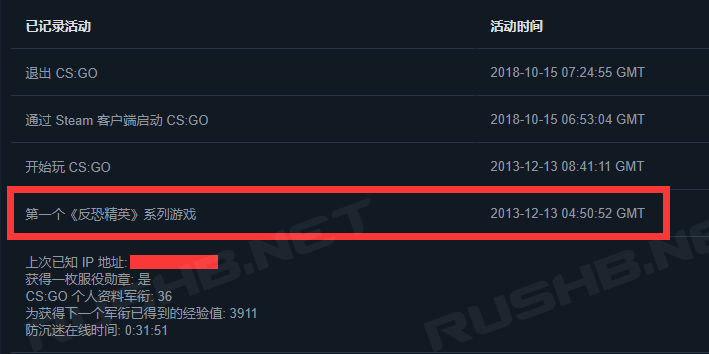 已记录活动 活动时间
退出 CS:GO 2018-10-15 07:24:55 GMT
通过 Steam 客户端启动 CS:GO 2018-10-15 06:53:04 GMT
开始玩 CS:GO 2013-12-13 08:41:11 GMT
第一个《反恐精英》系列游戏 2013-12-13 04:50:52 GMT
上次已知 IP 地址:
获得一枚服役勋章: 是
CS:GO 个人资料军衔: 36
为获得下一个军衔已得到的经验值: 3911
防沉迷在线时间: 0:31:51
RUSHB.NET
RUSHB.NET